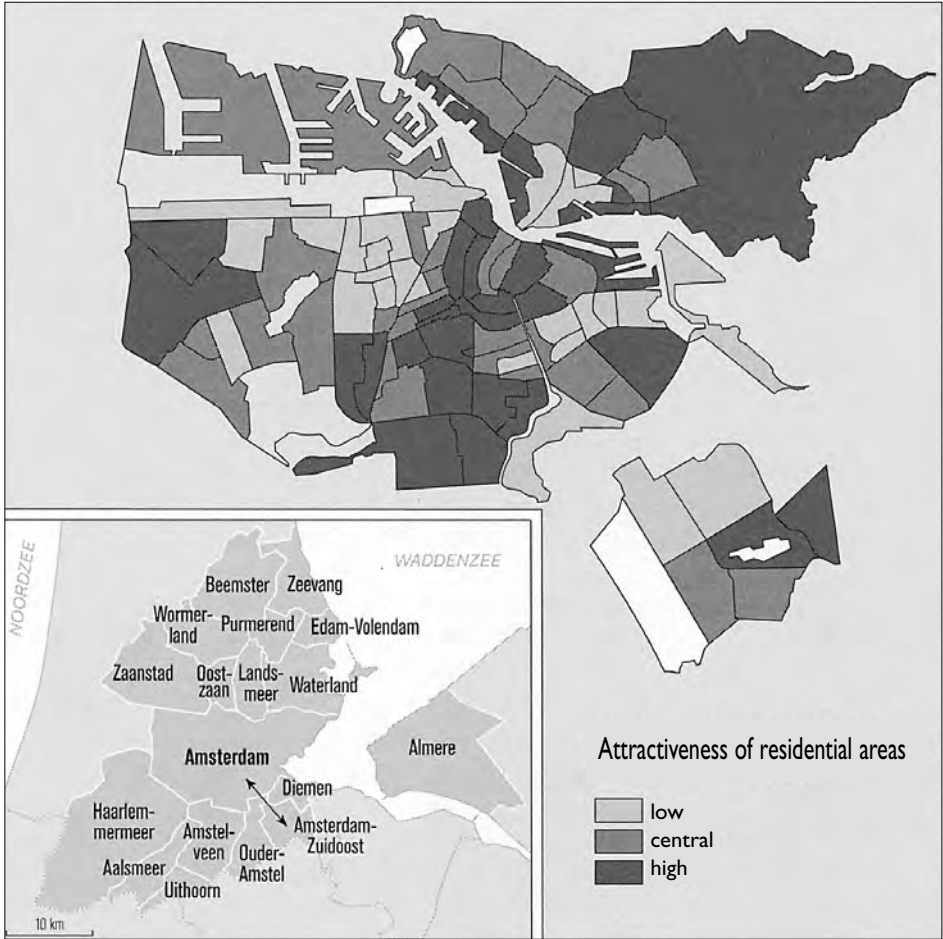 Attractiveness of residential areas
low
central
high
NOORDZEE
WADDENZEE
Beemster
Zeevang
Wormer-
land
Purmerend
Edam-Volendam
Zaanstad
Oost-
zaan
Lands-
meer
Waterland
Amsterdam
Almere
Diemen
Haarlem-
mermeer
Amstel-
veen
Amsterdam-
Zuidoost
Ouder-
Amstel
Aalsmeer
Uithoorn
10 km